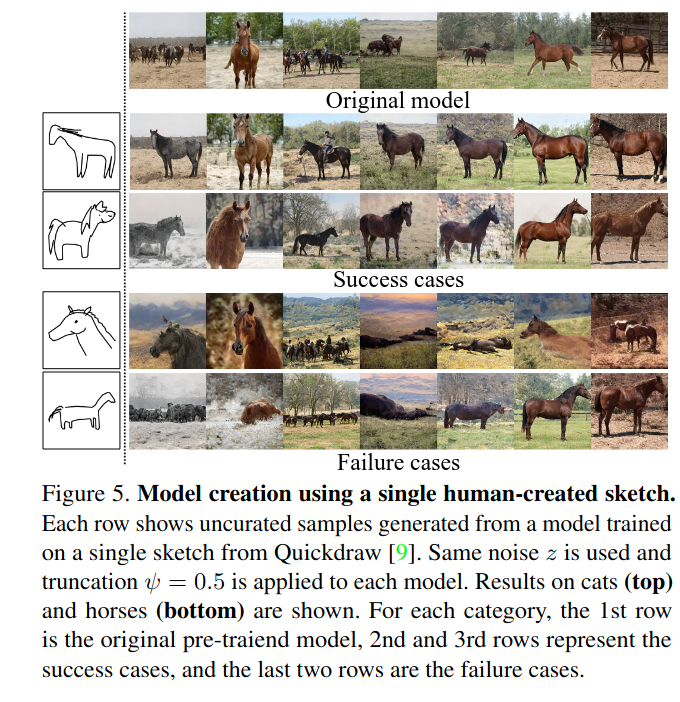 Original model
Success cases
Failure cases
Figure 5. Model creation using a single human-created sketch.
Each row shows uncurated samples generated from a model trained
on a single sketch from Quickdraw [9]. Same noise z is used and
truncation ψ = 0.5 is applied to each model. Results on cats (top)
and horses (bottom) are shown. For each category, the 1st row
is the original pre-traiend model, 2nd and 3rd rows represent the
success cases, and the last two rows are the failure cases.